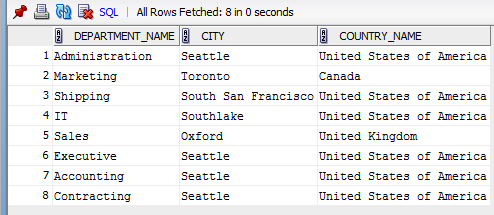 SQL | All Rows Fetched: 8 in 0 seconds
DEPARTMENT_NAME CITY COUNTRY_NAME
1 Administration Seattle United States of America
2 Marketing Toronto Canada
3 Shipping South San Francisco United States of America
4 IT Southlake United States of America
5 Sales Oxford United Kingdom
6 Executive Seattle United States of America
7 Accounting Seattle United States of America
8 Contracting Seattle United States of America